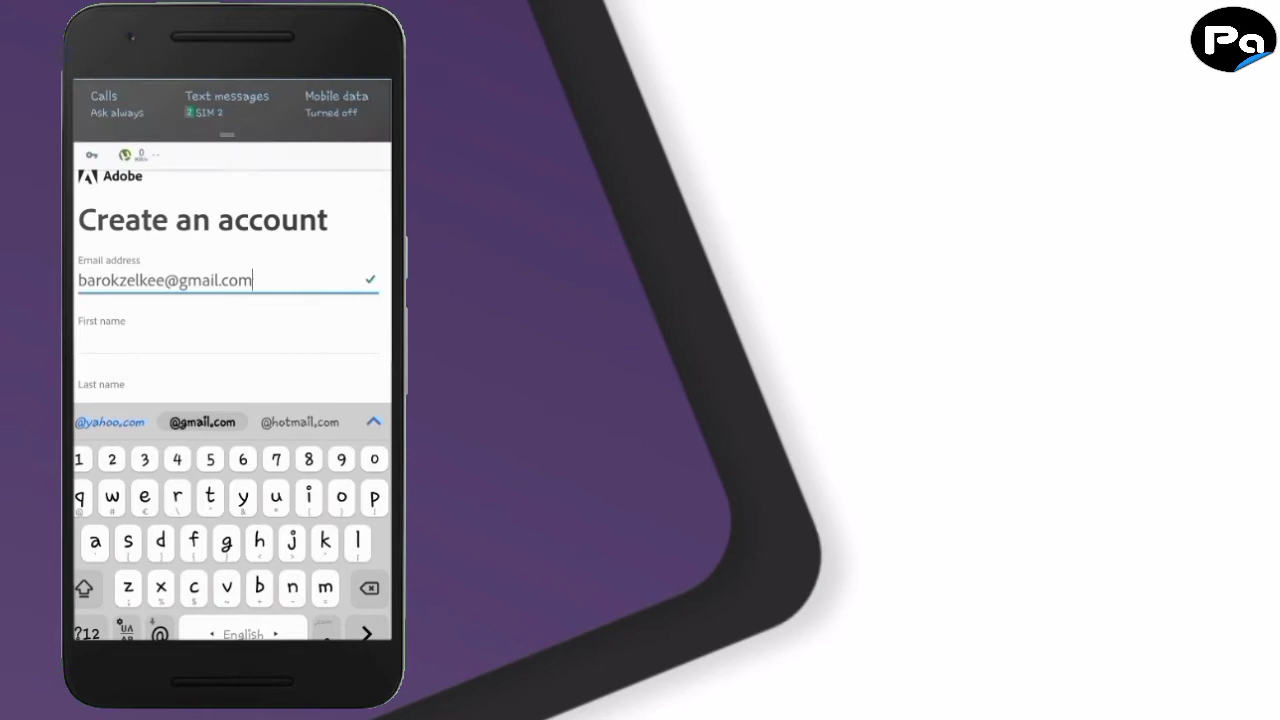 Pa
Calls Text messages Mobile data
Ask always 2 SIM 2 Turned off
0
Adobe
Create an account
Email address
barokzelkee@gmail.com
First name
Last name
@yahoo.com @gmail.com @hotmail.com
1 2 3 4 5 6 7 8 9 0
q w e r t y u i o p
a s d f g h j k l
z x c v b n m
?12 @ English